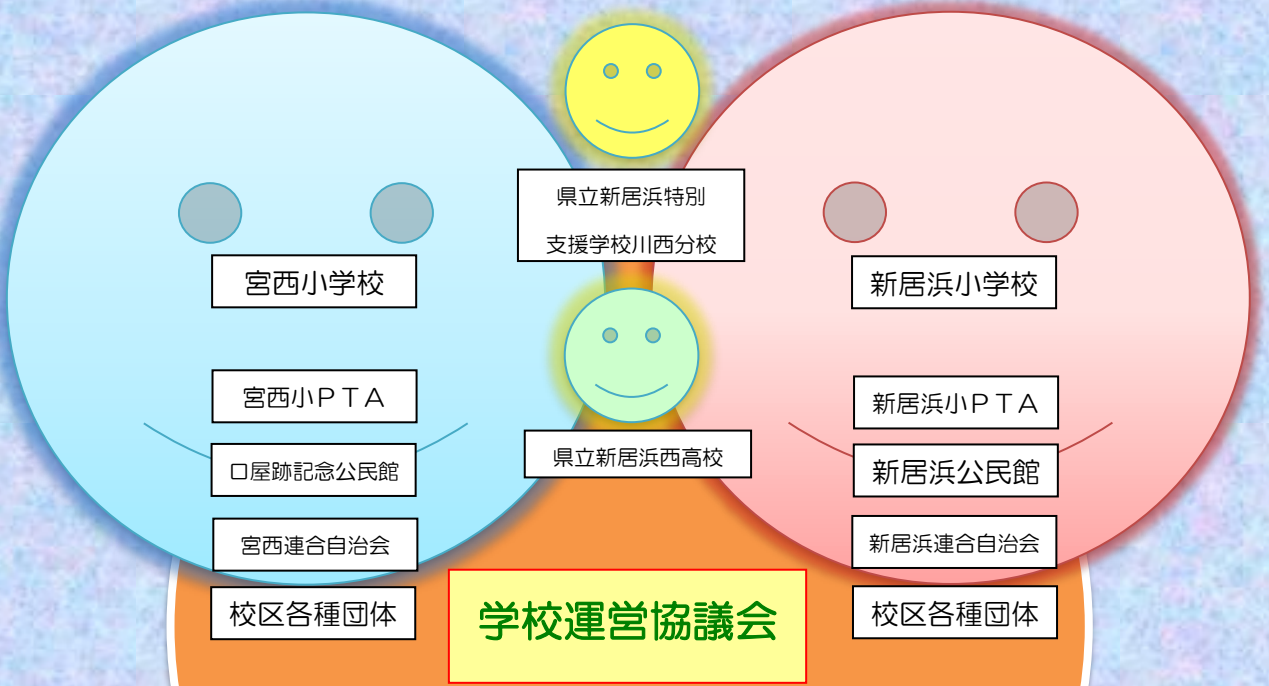 県立新居浜特別
支援学校川西分校
宮西小学校
新居浜小学校
宮西小PTA
新居浜小PTA
県立新居浜西高校
口屋跡記念公民館
新居浜公民館
宮西連合自治会
新居浜連合自治会
校区各種団体
学校運営協議会
校区各種団体